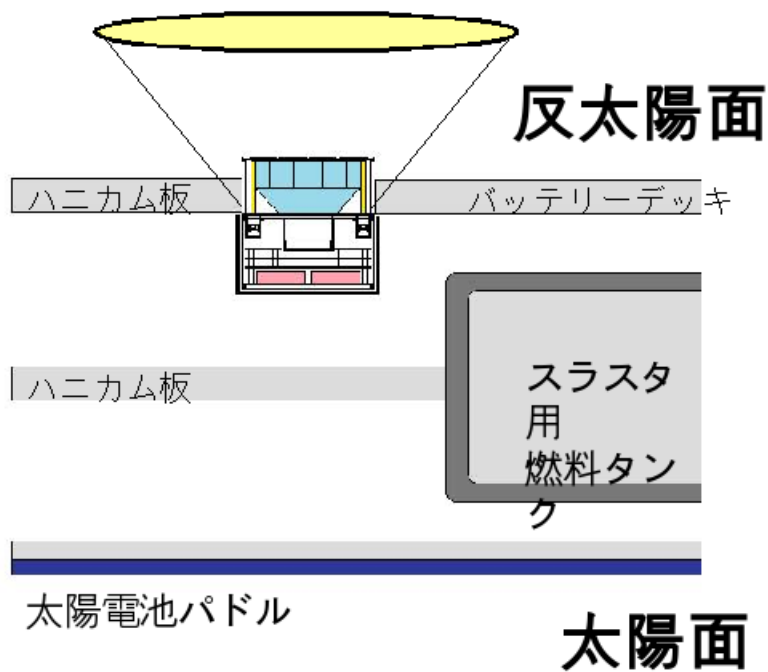 反太陽面
ハニカム板
バッテリーデッキ
ハニカム板
スラスタ
用
燃料タン
ク
太陽電池パドル
太陽面